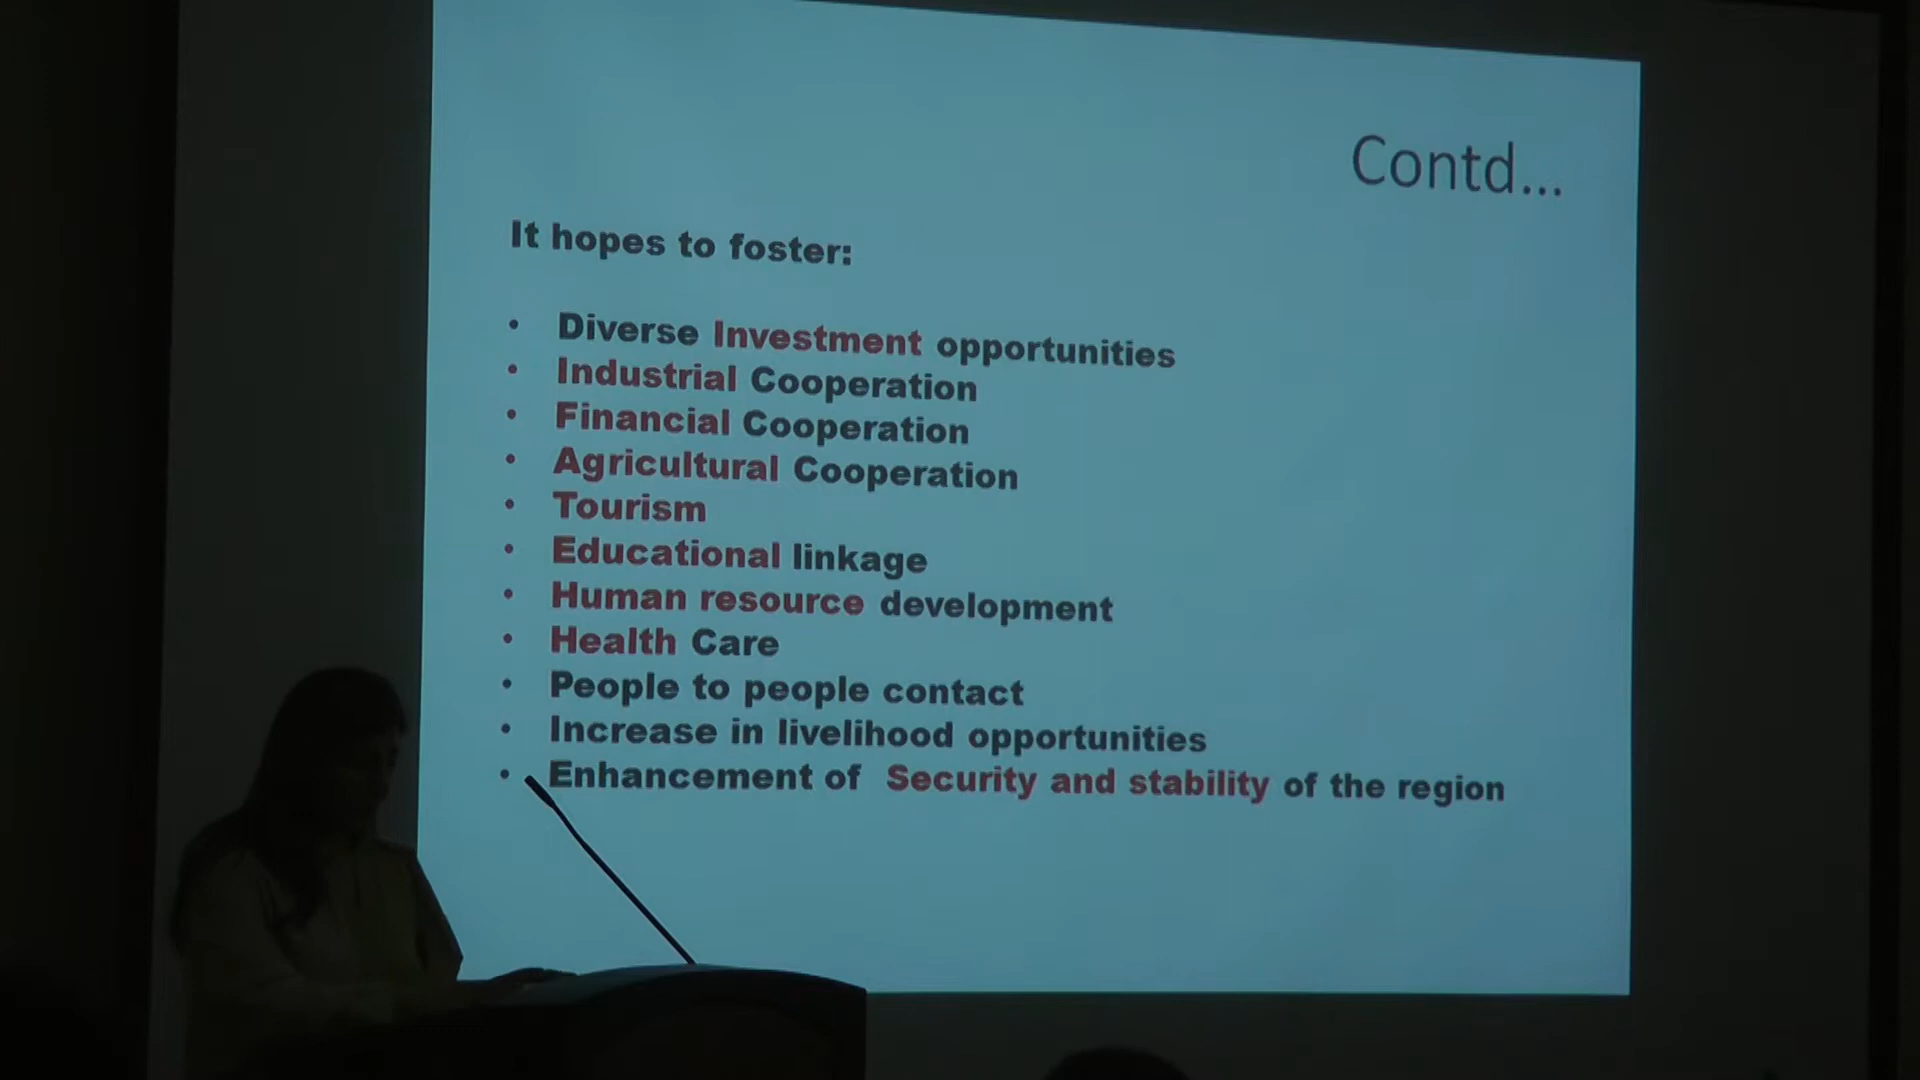 Contd...
It hopes to foster:
• Diverse Investment opportunities
• Industrial Cooperation
• Financial Cooperation
• Agricultural Cooperation
• Tourism
• Educational linkage
• Human resource development
• Health Care
• People to people contact
• Increase in livelihood opportunities
• Enhancement of Security and stability of the region